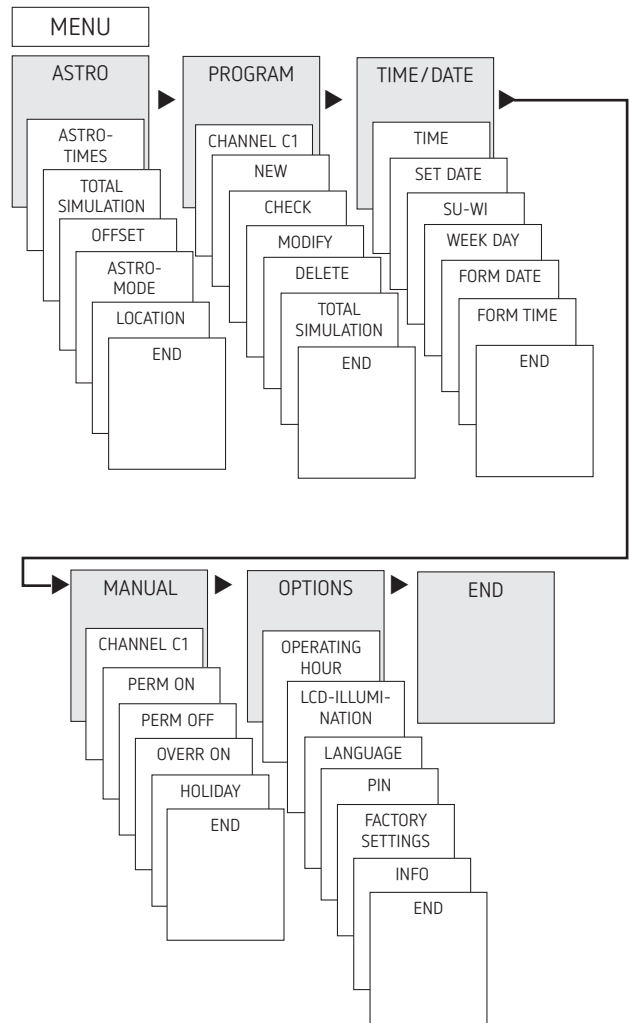 MENU
ASTRO
ASTRO-
TIMES
TOTAL
SIMULATION
OFFSET
ASTRO-
MODE
LOCATION
END
PROGRAM
CHANNEL C1
NEW
CHECK
MODIFY
DELETE
TOTAL
SIMULATION
END
TIME/DATE
TIME
SET DATE
SU-WI
WEEK DAY
FORM DATE
FORM TIME
END
MANUAL
CHANNEL C1
PERM ON
PERM OFF
OVERR ON
HOLIDAY
END
OPTIONS
OPERATING
HOUR
LCD-ILLUMI-
NATION
LANGUAGE
PIN
FACTORY
SETTINGS
INFO
END
END